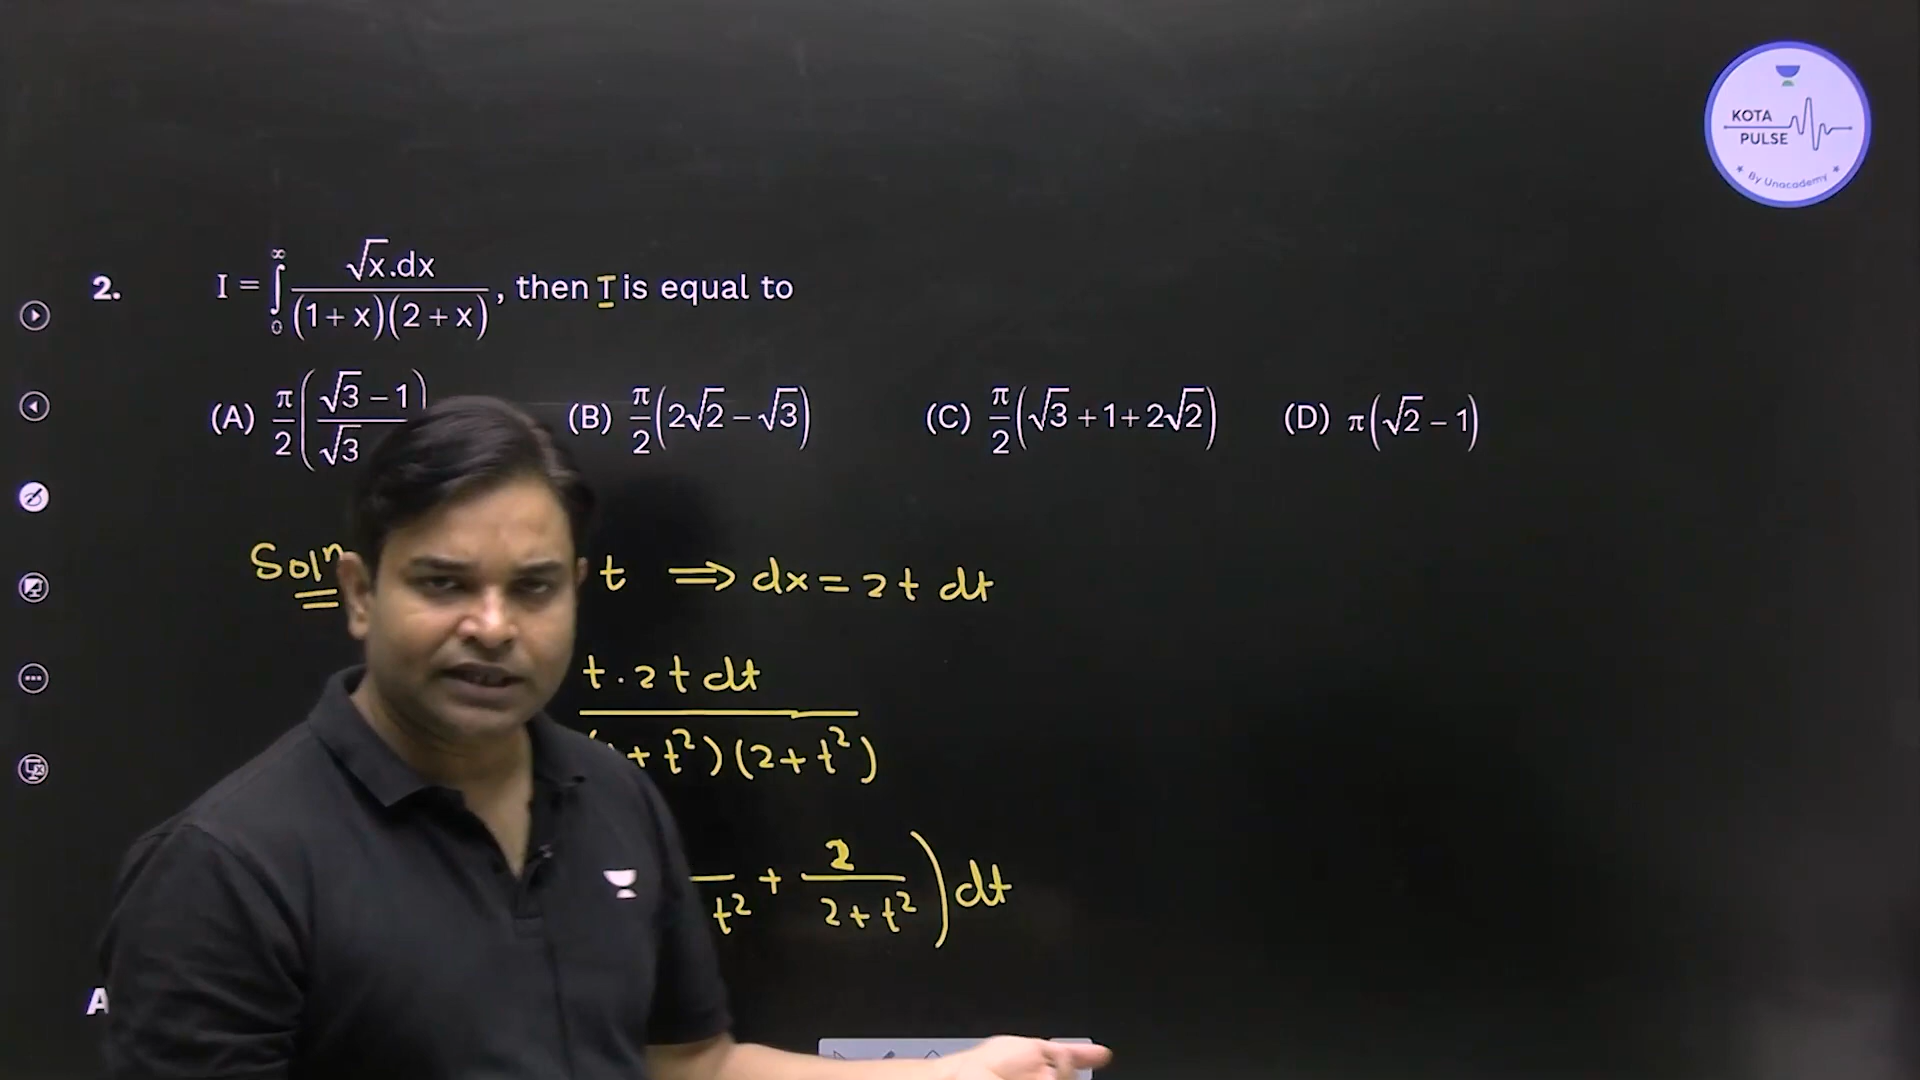 KOTA
PULSE
By Unacademy
2. I = ∫₀^∞ √x.dx / (1+x)(2+x), then I is equal to
(A) π/2 (√3 − 1 / √3 (B) π/2 (2√2 − √3) (C) π/2 (√3 + 1 + 2√2) (D) π(√2 − 1)
Solⁿ t ⇒ dx = 2t dt
t · 2t dt
+ t²)(2 + t²)
t² + 2 / 2 + t² ) dt
A